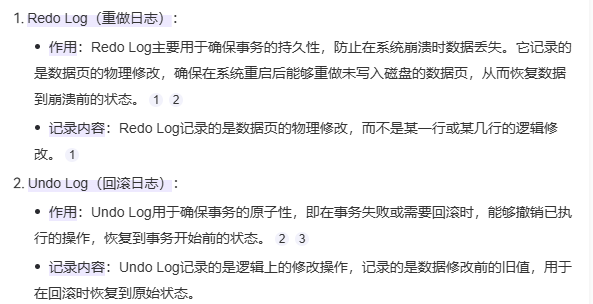 1. Redo Log（重做日志）：
• 作用：Redo Log主要用于确保事务的持久性，防止在系统崩溃时数据丢失。它记录的
是数据页的物理修改，确保在系统重启后能够重做未写入磁盘的数据页，从而恢复数据
到崩溃前的状态。 1 2
• 记录内容：Redo Log记录的是数据页的物理修改，而不是某一行或某几行的逻辑修
改。 1
2. Undo Log（回滚日志）：
• 作用：Undo Log用于确保事务的原子性，即在事务失败或需要回滚时，能够撤销已执
行的操作，恢复到事务开始前的状态。 2 3
• 记录内容：Undo Log记录的是逻辑上的修改操作，记录的是数据修改前的旧值，用于
在回滚时恢复到原始状态。